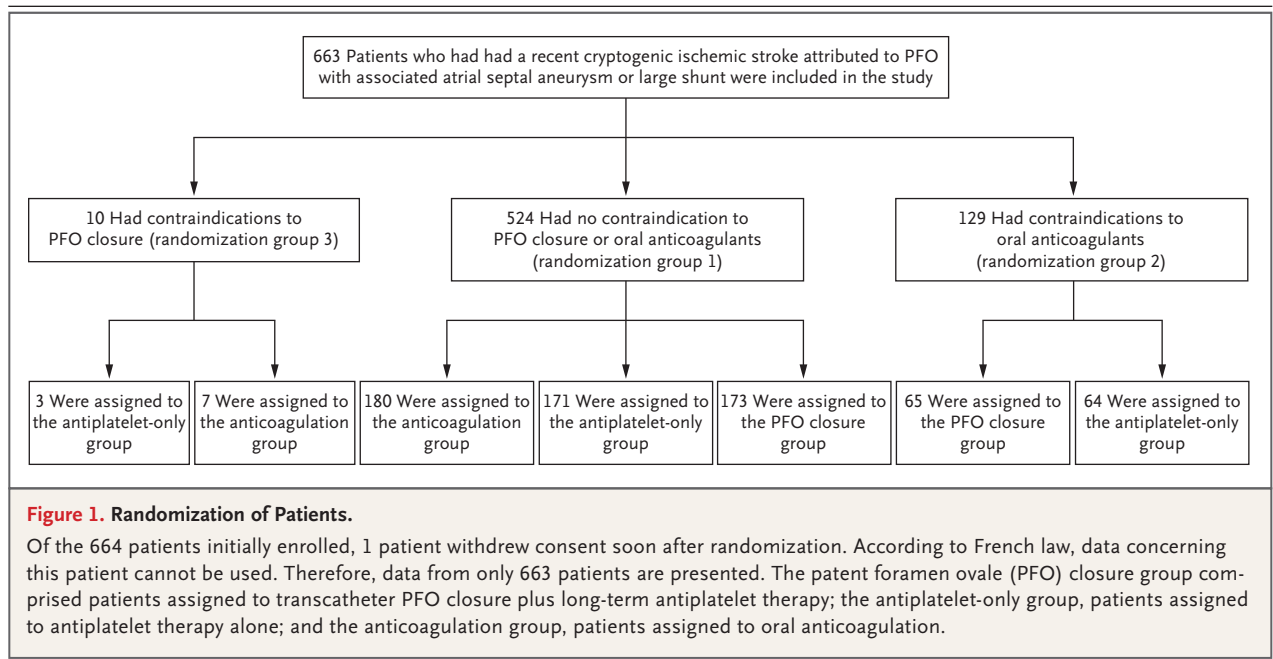 663 Patients who had had a recent cryptogenic ischemic stroke attributed to PFO
with associated atrial septal aneurysm or large shunt were included in the study
10 Had contraindications to
PFO closure (randomization group 3)
524 Had no contraindication to
PFO closure or oral anticoagulants
(randomization group 1)
129 Had contraindications to
oral anticoagulants
(randomization group 2)
3 Were assigned to
the antiplatelet-only
group
7 Were assigned to
the anticoagulation
group
180 Were assigned to
the anticoagulation
group
171 Were assigned to
the antiplatelet-only
group
173 Were assigned to
the PFO closure
group
65 Were assigned to
the PFO closure
group
64 Were assigned to
the antiplatelet-only
group
Figure 1. Randomization of Patients.
Of the 664 patients initially enrolled, 1 patient withdrew consent soon after randomization. According to French law, data concerning
this patient cannot be used. Therefore, data from only 663 patients are presented. The patent foramen ovale (PFO) closure group com-
prised patients assigned to transcatheter PFO closure plus long-term antiplatelet therapy; the antiplatelet-only group, patients assigned
to antiplatelet therapy alone; and the anticoagulation group, patients assigned to oral anticoagulation.